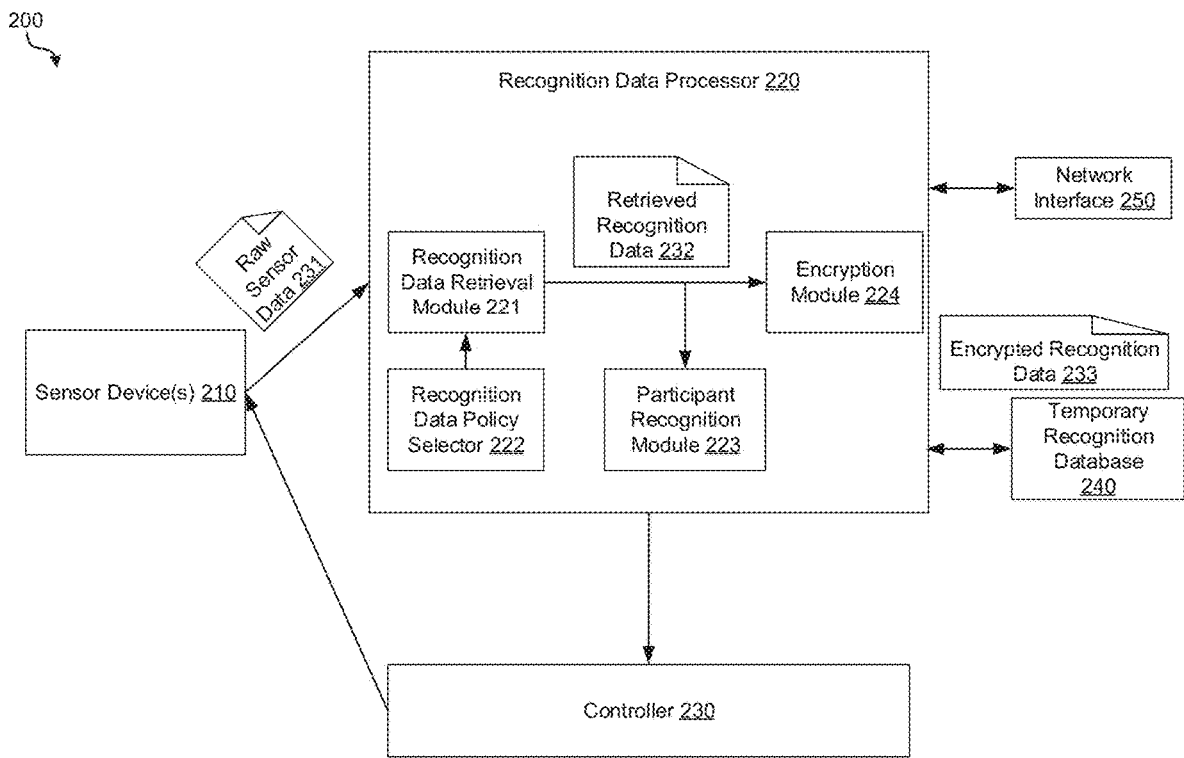 200
Recognition Data Processor 220
Retrieved
Recognition
Data 232
Network
Interface 250
Raw
Sensor
Data 231
Recognition
Data Retrieval
Module 221
Encryption
Module 224
Encrypted Recognition
Data 233
Sensor Device(s) 210
Recognition
Data Policy
Selector 222
Participant
Recognition
Module 223
Temporary
Recognition
Database
240
Controller 230